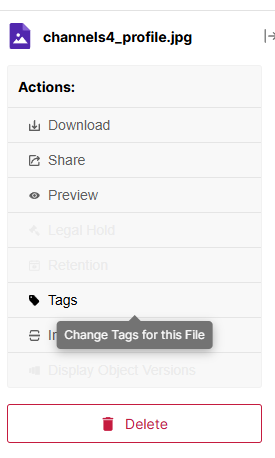 channels4_profile.jpg
Actions:
Download
Share
Preview
Legal Hold
Retention
Tags
Change Tags for this File
Display Object Versions
Delete